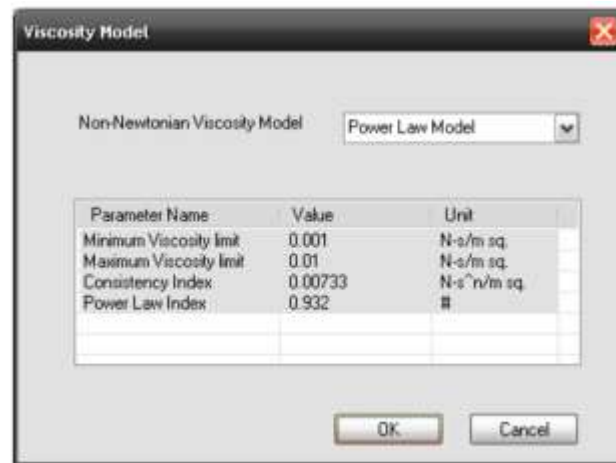 Viscosity Model
Non-Newtonian Viscosity Model Power Law Model
Parameter Name Value Unit
Minimum Viscosity limit 0.001 N-s/m sq.
Maximum Viscosity limit 0.01 N-s/m sq.
Consistency Index 0.00733 N-s^n/m sq.
Power Law Index 0.932 #
OK Cancel